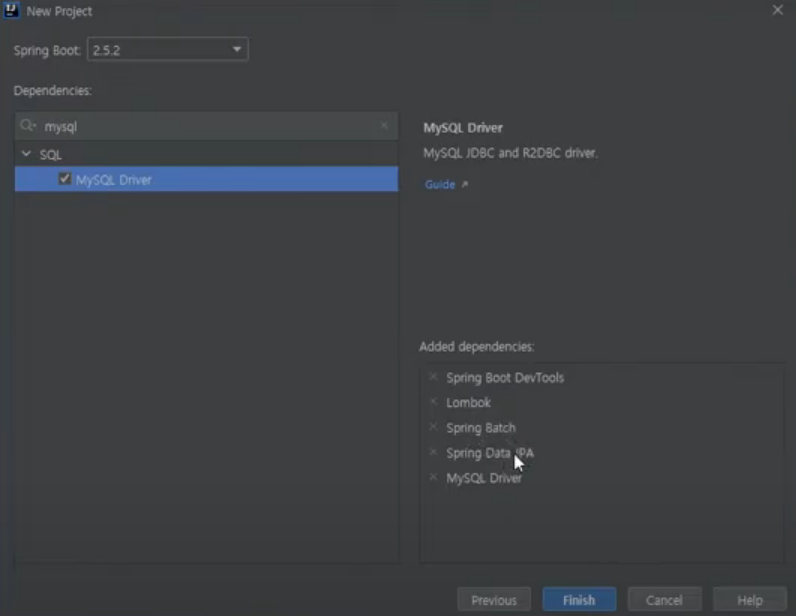 New Project
Spring Boot: 2.5.2
Dependencies:
mysql
SQL
MySQL Driver
MySQL Driver
MySQL JDBC and R2DBC driver.
Guide
Added dependencies:
Spring Boot DevTools
Lombok
Spring Batch
Spring Data JPA
MySQL Driver
Previous Finish Cancel Help